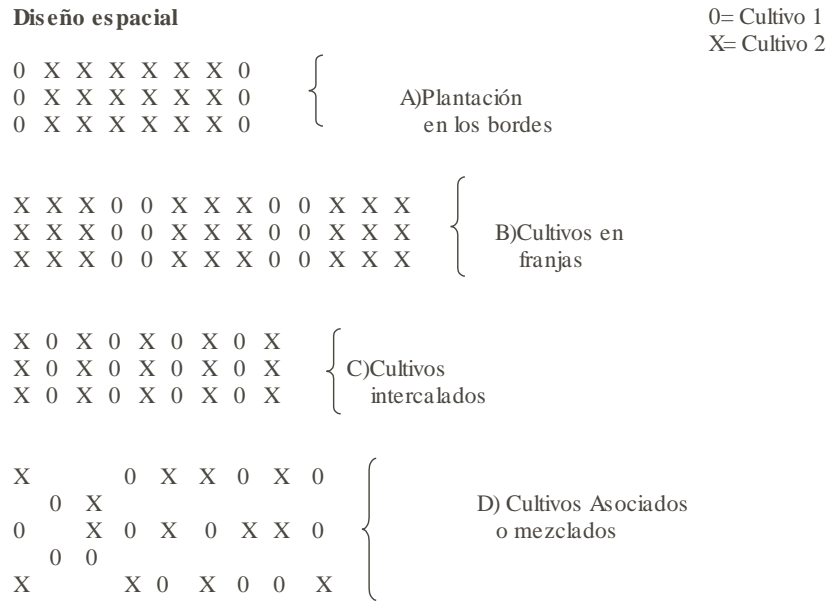 Diseño espacial
0= Cultivo 1
X= Cultivo 2
0 X X X X X X 0
0 X X X X X X 0
0 X X X X X X 0
A)Plantación
en los bordes
X X X 0 0 X X X 0 0 X X X
X X X 0 0 X X X 0 0 X X X
X X X 0 0 X X X 0 0 X X X
B)Cultivos en
franjas
X 0 X 0 X 0 X 0 X
X 0 X 0 X 0 X 0 X
X 0 X 0 X 0 X 0 X
C)Cultivos
intercalados
X 0 X X 0 X 0
0 X
0 X 0 X 0 X X 0
0 0
X X 0 X 0 0 X
D) Cultivos Asociados
o mezclados